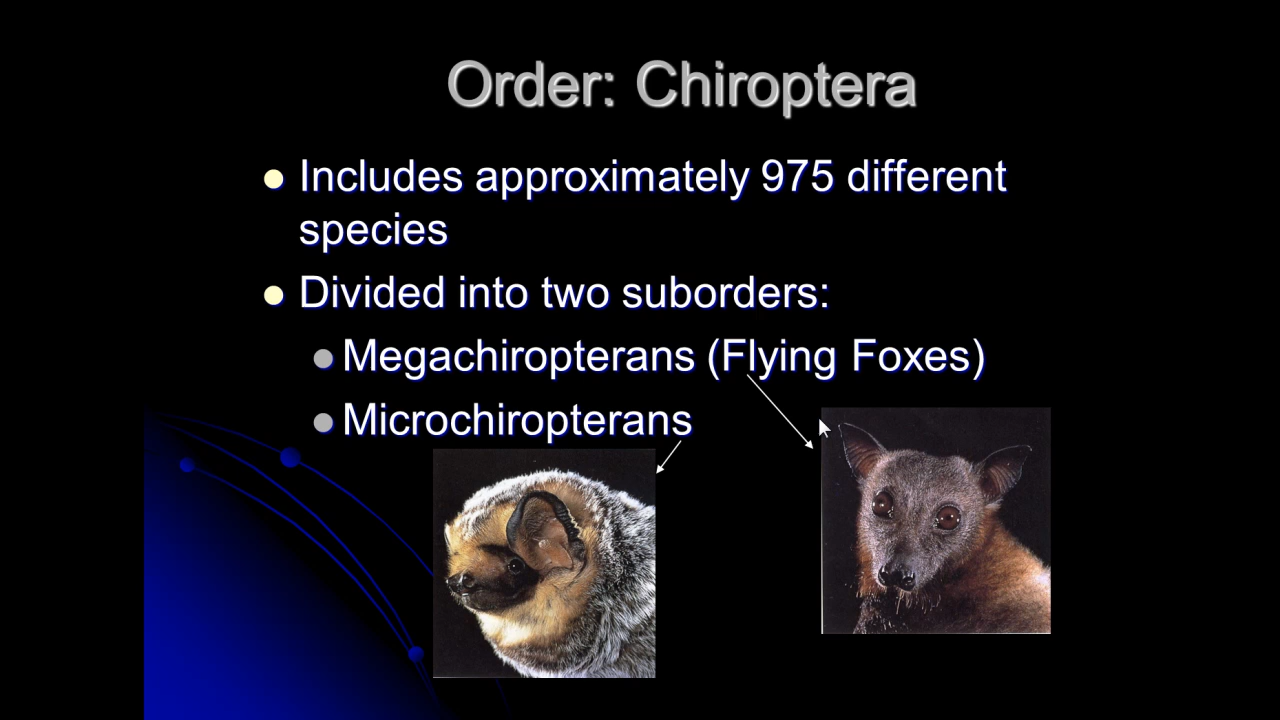 Order: Chiroptera
Includes approximately 975 different
species
Divided into two suborders:
Megachiropterans (Flying Foxes)
Microchiropterans